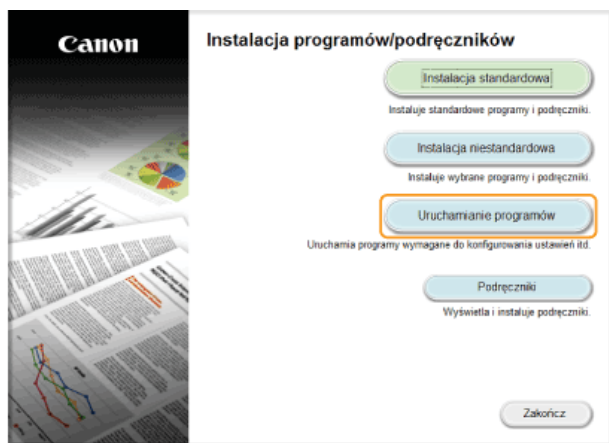 Canon
Instalacja programów/podręczników
Instalacja standardowa
Instaluje standardowe programy i podręczniki.
Instalacja niestandardowa
Instaluje wybrane programy i podręczniki.
Uruchamianie programów
Uruchamia programy wymagane do konfigurowania ustawień itd.
Podręczniki
Wyświetla i instaluje podręczniki.
Zakończ